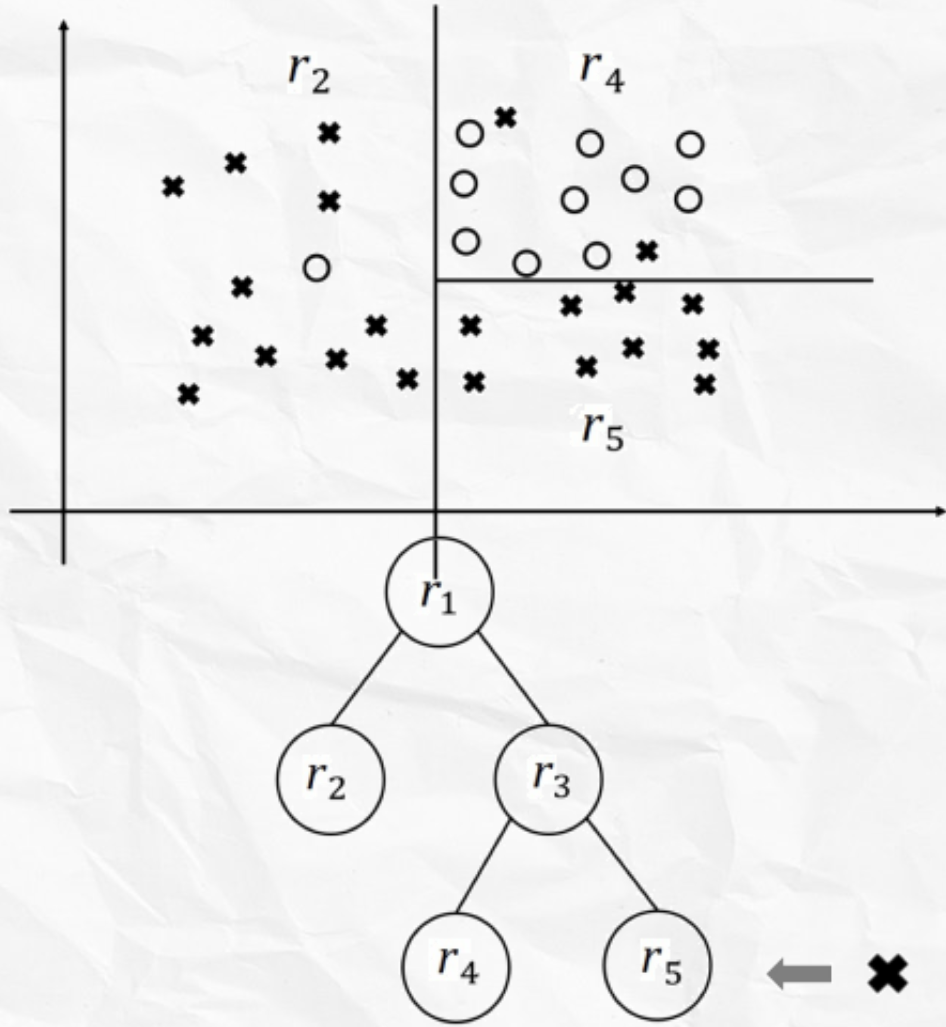 r₂ r₄
r₅
r₁
r₂ r₃
r₄ r₅